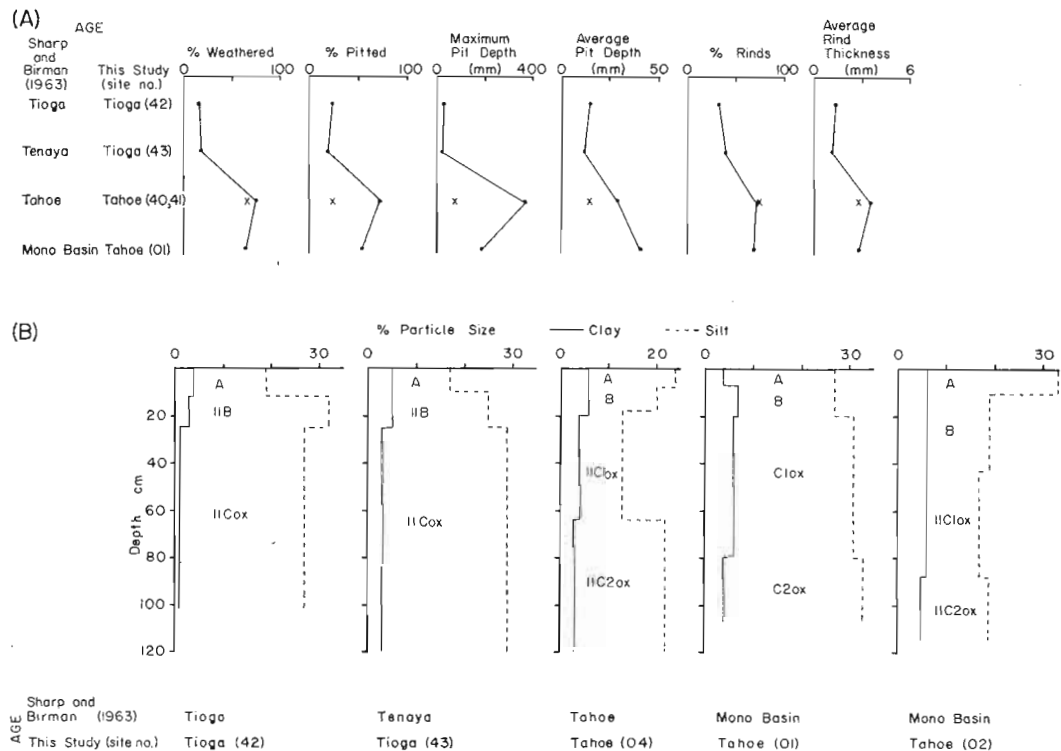 (A)
AGE
Sharp and Birman (1963)
This Study (site no.)
% Weathered
0 100
% Pitted
0 100
Maximum Pit Depth
0 (mm) 400
Average Pit Depth
0 (mm) 50
% Rinds
0 100
Average Rind Thickness
0 (mm) 6
Tioga Tioga (42)
Tenaya Tioga (43)
Tahoe Tahoe (40,41)
x x x x x x
Mono Basin Tahoe (01)
(B)
% Particle Size Clay Silt
0 30
0 30
0 20
0 30
0 30
Depth cm
20
40
60
80
100
120
A
IIB
IICox
A
IIB
IICox
A
B
IIC1ox
IIC2ox
A
B
C1ox
C2ox
A
B
IIC1ox
IIC2ox
AGE
Sharp and Birman (1963) Tioga Tenaya Tahoe Mono Basin Mono Basin
This Study (site no.) Tioga (42) Tioga (43) Tahoe (04) Tahoe (01) Tahoe (02)